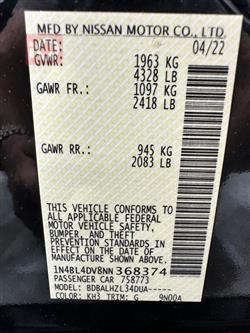 MFD BY NISSAN MOTOR CO., LTD.
DATE: 04/22
GVWR: 1963 KG
4328 LB
GAWR FR.: 1097 KG
2418 LB
GAWR RR.: 945 KG
2083 LB
THIS VEHICLE CONFORMS TO
ALL APPLICABLE FEDERAL
MOTOR VEHICLE SAFETY,
BUMPER, AND THEFT
PREVENTION STANDARDS IN
EFFECT ON THE DATE OF
MANUFACTURE SHOWN ABOVE.
1N4BL4DV8NN368374
PASSENGER CAR 758773
MODEL: BDBALHZL34DUA-----
COLOR: KH3 TRIM: G 9N00A